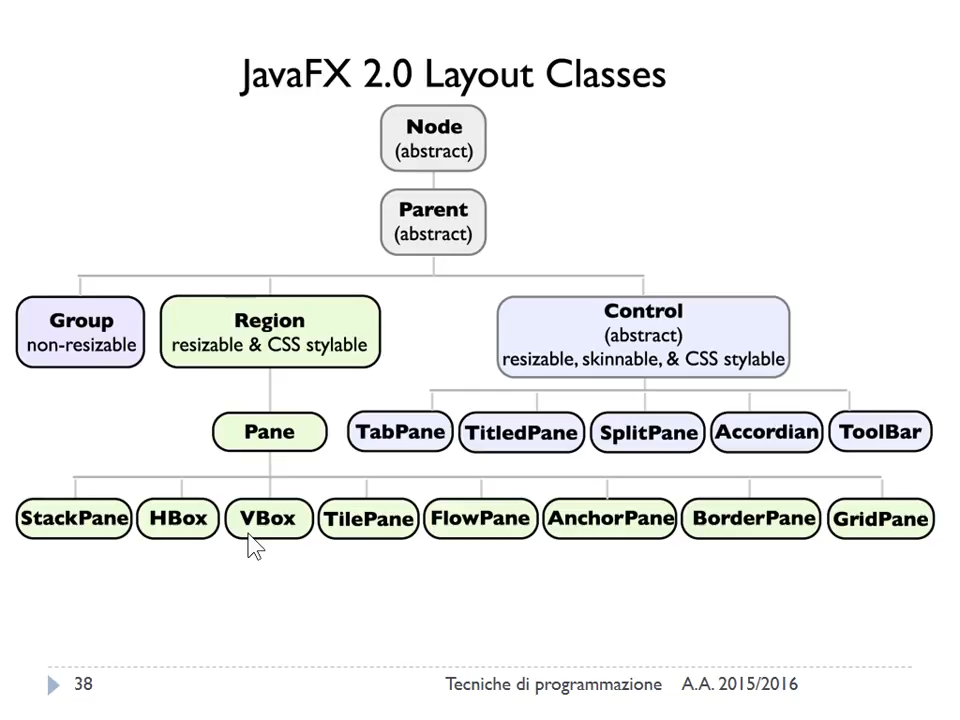 JavaFX 2.0 Layout Classes
Node
(abstract)
Parent
(abstract)
Group
non-resizable
Region
resizable & CSS stylable
Control
(abstract)
resizable, skinnable, & CSS stylable
Pane
TabPane
TitledPane
SplitPane
Accordian
ToolBar
StackPane
HBox
VBox
TilePane
FlowPane
AnchorPane
BorderPane
GridPane
38
Tecniche di programmazione A.A. 2015/2016